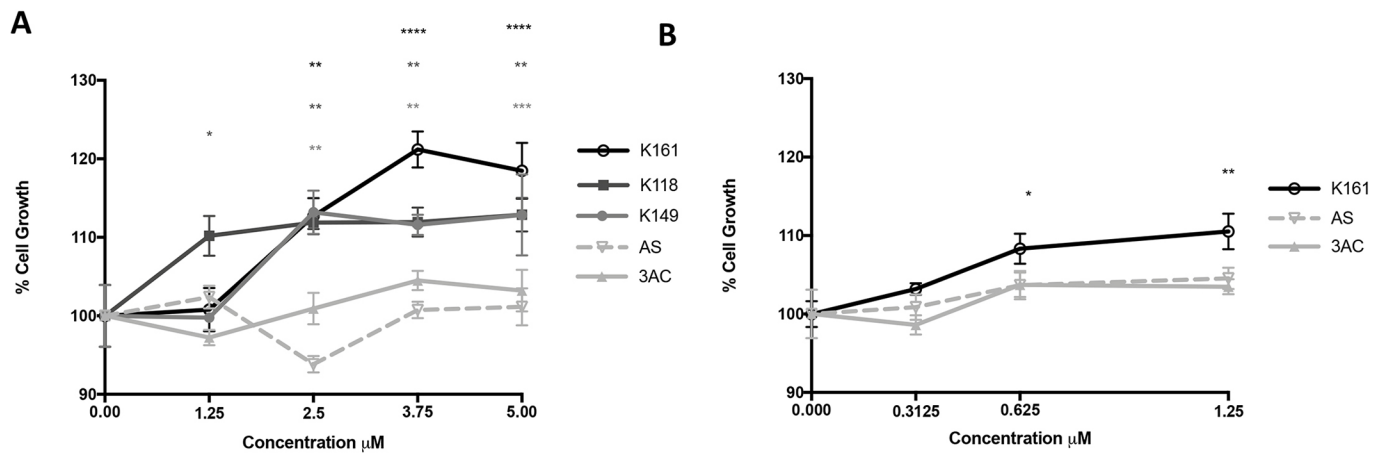 A
% Cell Growth
130
120
110
100
90
0.00 1.25 2.5 3.75 5.00
Concentration μM
* ** ** ** **** ** ** **** ** ***
K161
K118
K149
AS
3AC
B
% Cell Growth
130
120
110
100
90
0.000 0.3125 0.625 1.25
Concentration μM
* **
K161
AS
3AC